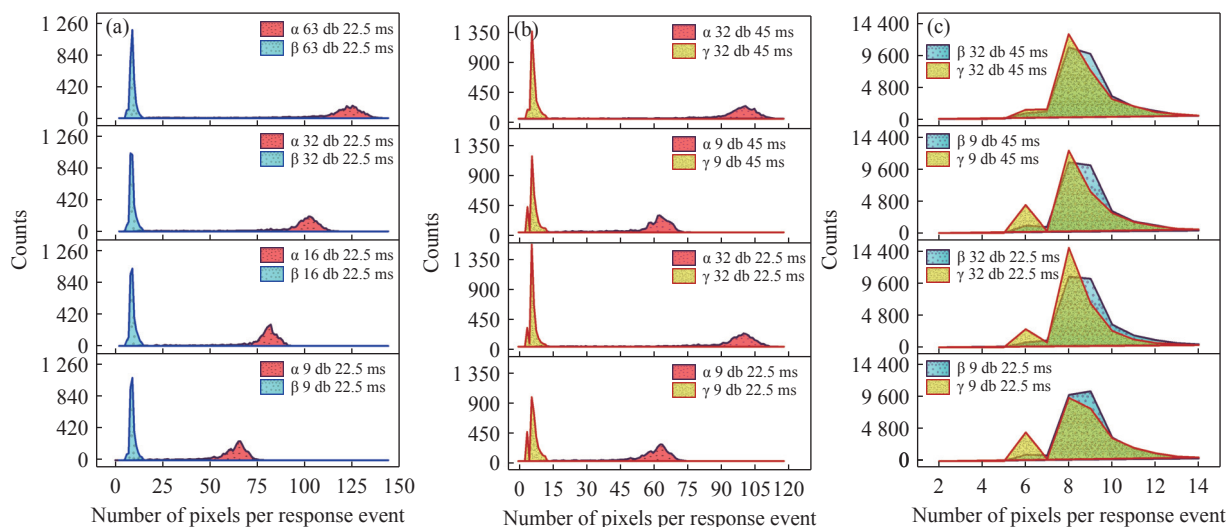 (a)
Counts
1 260
840
420
0
α 63 db 22.5 ms
β 63 db 22.5 ms
1 260
840
420
0
α 32 db 22.5 ms
β 32 db 22.5 ms
1 260
840
420
0
α 16 db 22.5 ms
β 16 db 22.5 ms
1 260
840
420
0
α 9 db 22.5 ms
β 9 db 22.5 ms
0 25 50 75 100 125 150
Number of pixels per response event
(b)
Counts
1 350
900
450
0
α 32 db 45 ms
γ 32 db 45 ms
1 350
900
450
0
α 9 db 45 ms
γ 9 db 45 ms
1 350
900
450
0
α 32 db 22.5 ms
γ 32 db 22.5 ms
1 350
900
450
0
α 9 db 22.5 ms
γ 9 db 22.5 ms
0 15 30 45 60 75 90 105 120
Number of pixels per response event
(c)
Counts
14 400
9 600
4 800
0
β 32 db 45 ms
γ 32 db 45 ms
14 400
9 600
4 800
0
β 9 db 45 ms
γ 9 db 45 ms
14 400
9 600
4 800
0
β 32 db 22.5 ms
γ 32 db 22.5 ms
14 400
9 600
4 800
0
β 9 db 22.5 ms
γ 9 db 22.5 ms
2 4 6 8 10 12 14
Number of pixels per response event